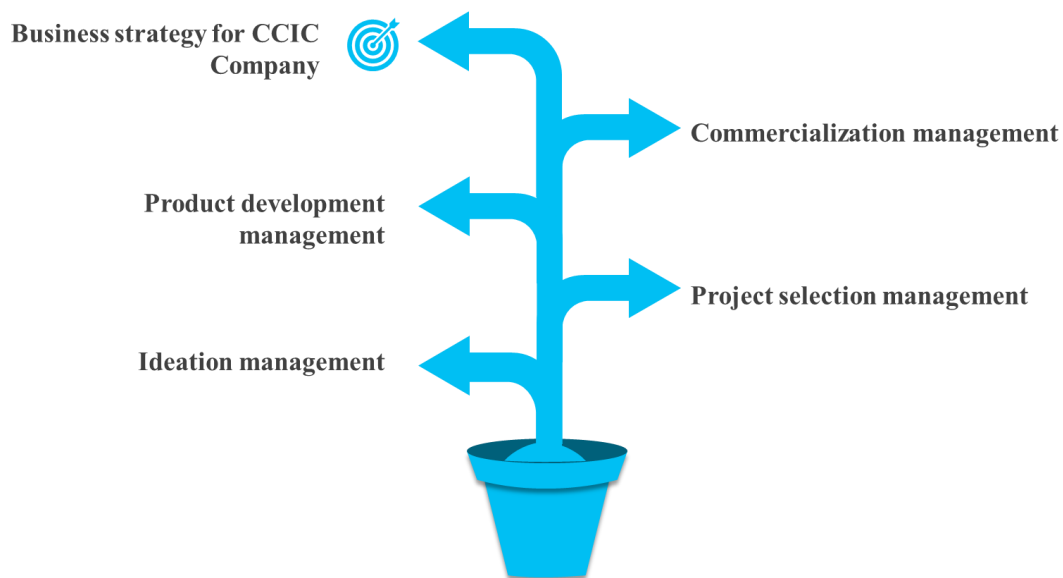 Business strategy for CCIC
Company
Commercialization management
Product development
management
Project selection management
Ideation management